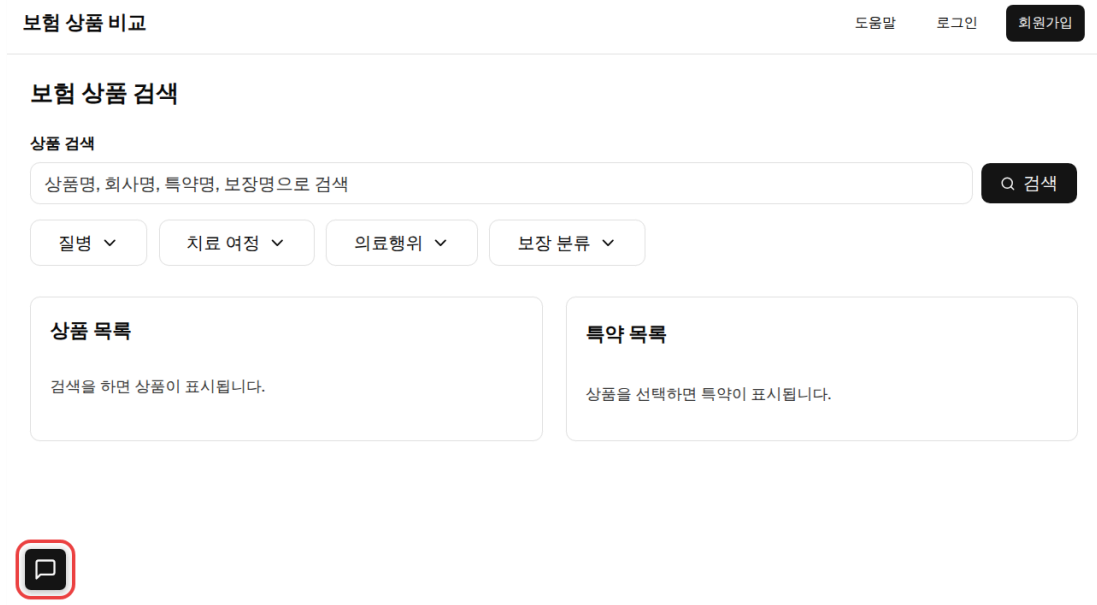 보험 상품 비교
도움말 로그인 회원가입
보험 상품 검색
상품 검색
상품명, 회사명, 특약명, 보장명으로 검색 검색
질병 치료 여정 의료행위 보장 분류
상품 목록
검색을 하면 상품이 표시됩니다.
특약 목록
상품을 선택하면 특약이 표시됩니다.